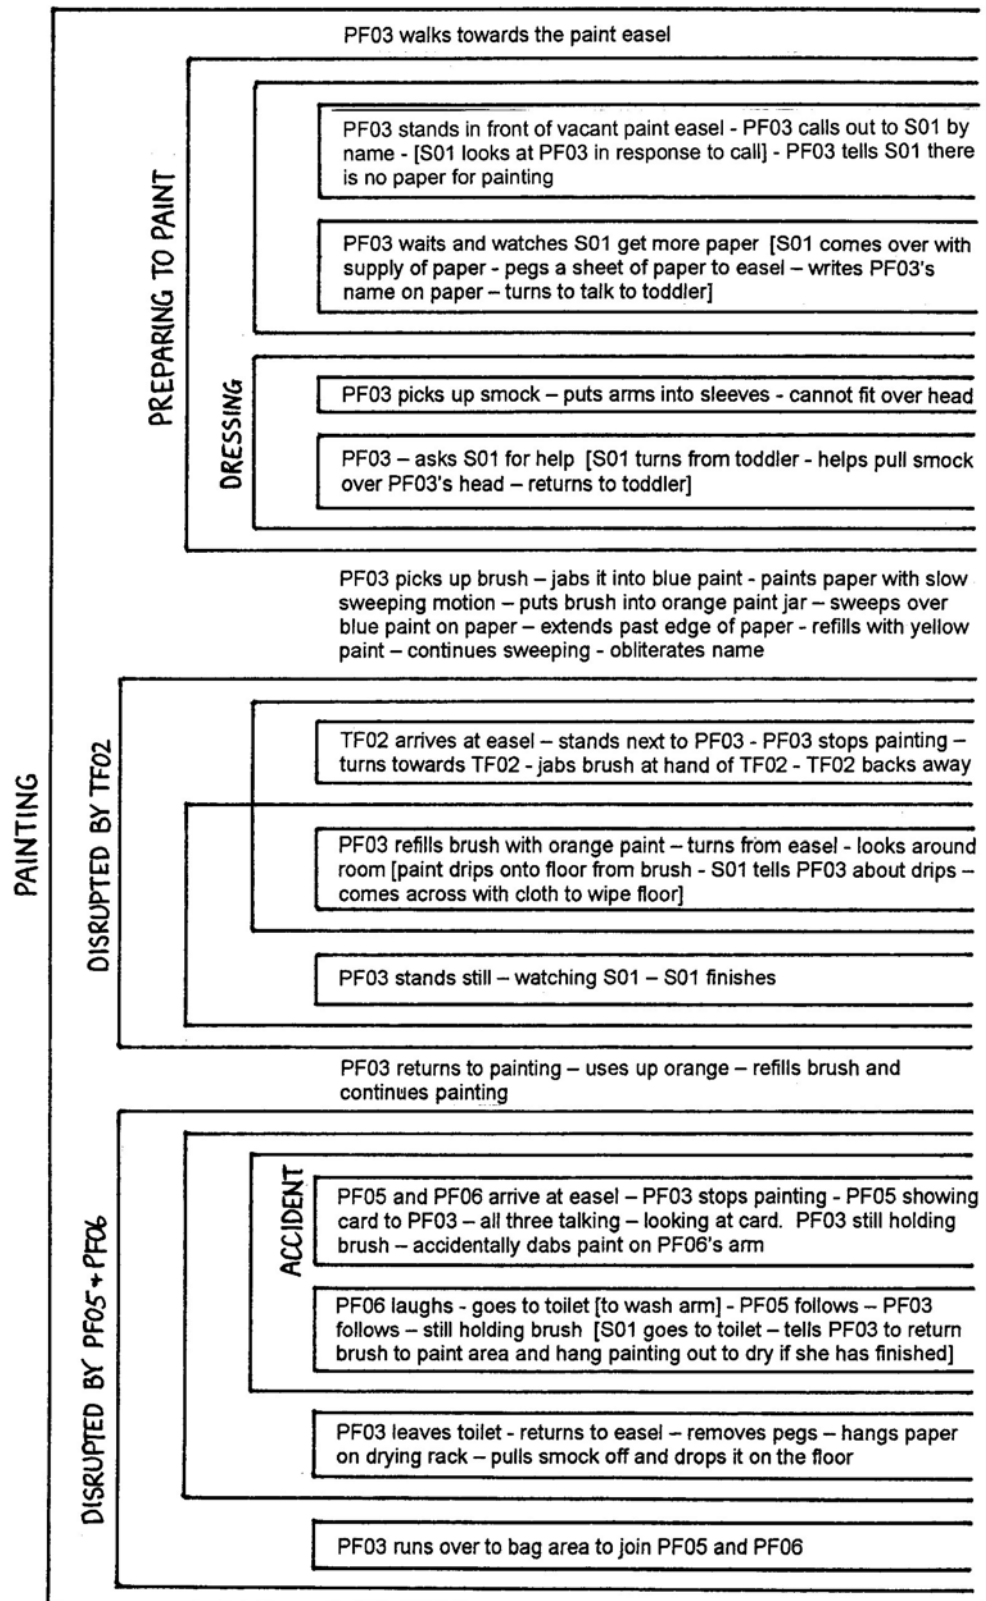 PAINTING
PF03 walks towards the paint easel
PREPARING TO PAINT
PF03 stands in front of vacant paint easel - PF03 calls out to S01 by
name - [S01 looks at PF03 in response to call] - PF03 tells S01 there
is no paper for painting
PF03 waits and watches S01 get more paper [S01 comes over with
supply of paper - pegs a sheet of paper to easel – writes PF03's
name on paper – turns to talk to toddler]
DRESSING
PF03 picks up smock – puts arms into sleeves - cannot fit over head
PF03 – asks S01 for help [S01 turns from toddler - helps pull smock
over PF03's head – returns to toddler]
PF03 picks up brush – jabs it into blue paint - paints paper with slow
sweeping motion – puts brush into orange paint jar – sweeps over
blue paint on paper – extends past edge of paper - refills with yellow
paint – continues sweeping - obliterates name
DISRUPTED BY TF02
TF02 arrives at easel – stands next to PF03 - PF03 stops painting –
turns towards TF02 - jabs brush at hand of TF02 - TF02 backs away
PF03 refills brush with orange paint – turns from easel - looks around
room [paint drips onto floor from brush - S01 tells PF03 about drips –
comes across with cloth to wipe floor]
PF03 stands still – watching S01 – S01 finishes
PF03 returns to painting – uses up orange – refills brush and
continues painting
DISRUPTED BY PF05 + PF06
ACCIDENT
PF05 and PF06 arrive at easel – PF03 stops painting - PF05 showing
card to PF03 – all three talking – looking at card. PF03 still holding
brush – accidentally dabs paint on PF06's arm
PF06 laughs - goes to toilet [to wash arm] - PF05 follows – PF03
follows – still holding brush [S01 goes to toilet – tells PF03 to return
brush to paint area and hang painting out to dry if she has finished]
PF03 leaves toilet - returns to easel – removes pegs – hangs paper
on drying rack – pulls smock off and drops it on the floor
PF03 runs over to bag area to join PF05 and PF06